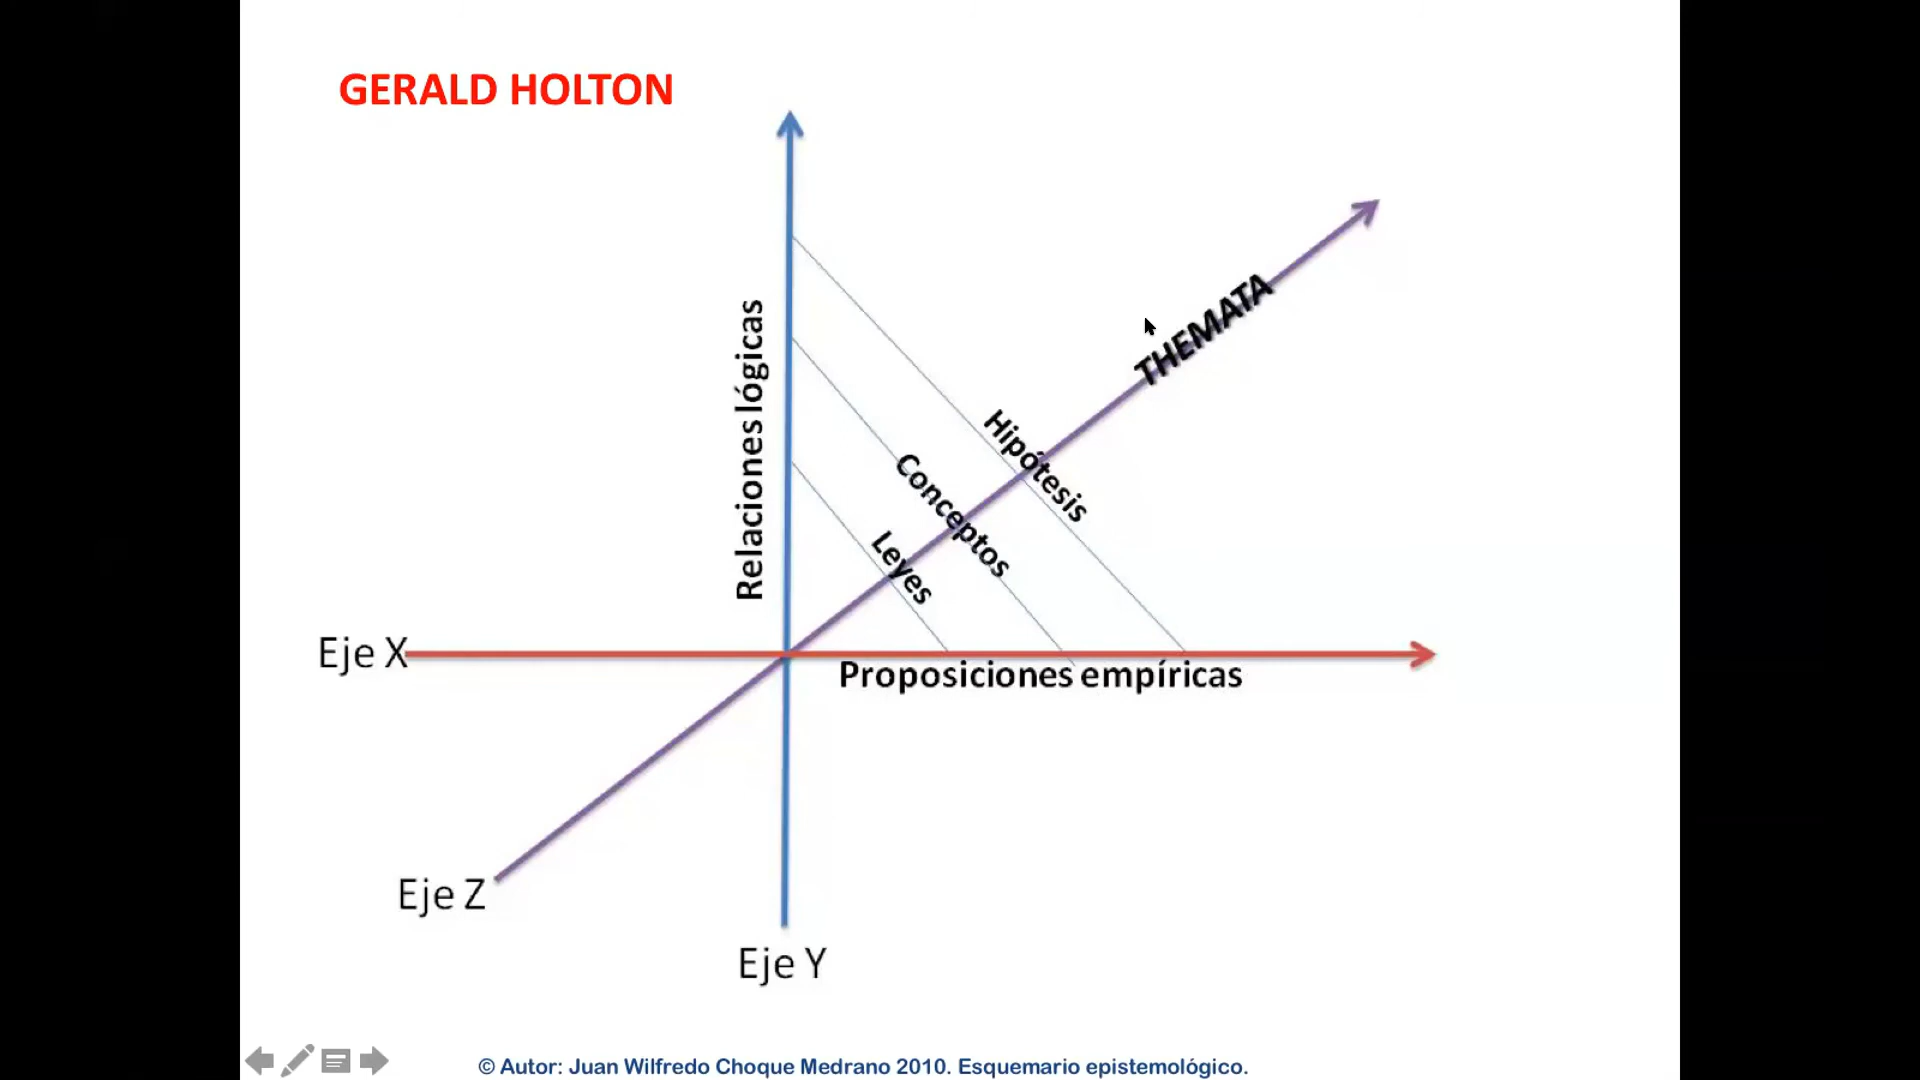 GERALD HOLTON
Relaciones lógicas
THEMATA
Hipótesis
Conceptos
Leyes
Eje X
Proposiciones empíricas
Eje Z
Eje Y
© Autor: Juan Wilfredo Choque Medrano 2010. Esquemario epistemológico.